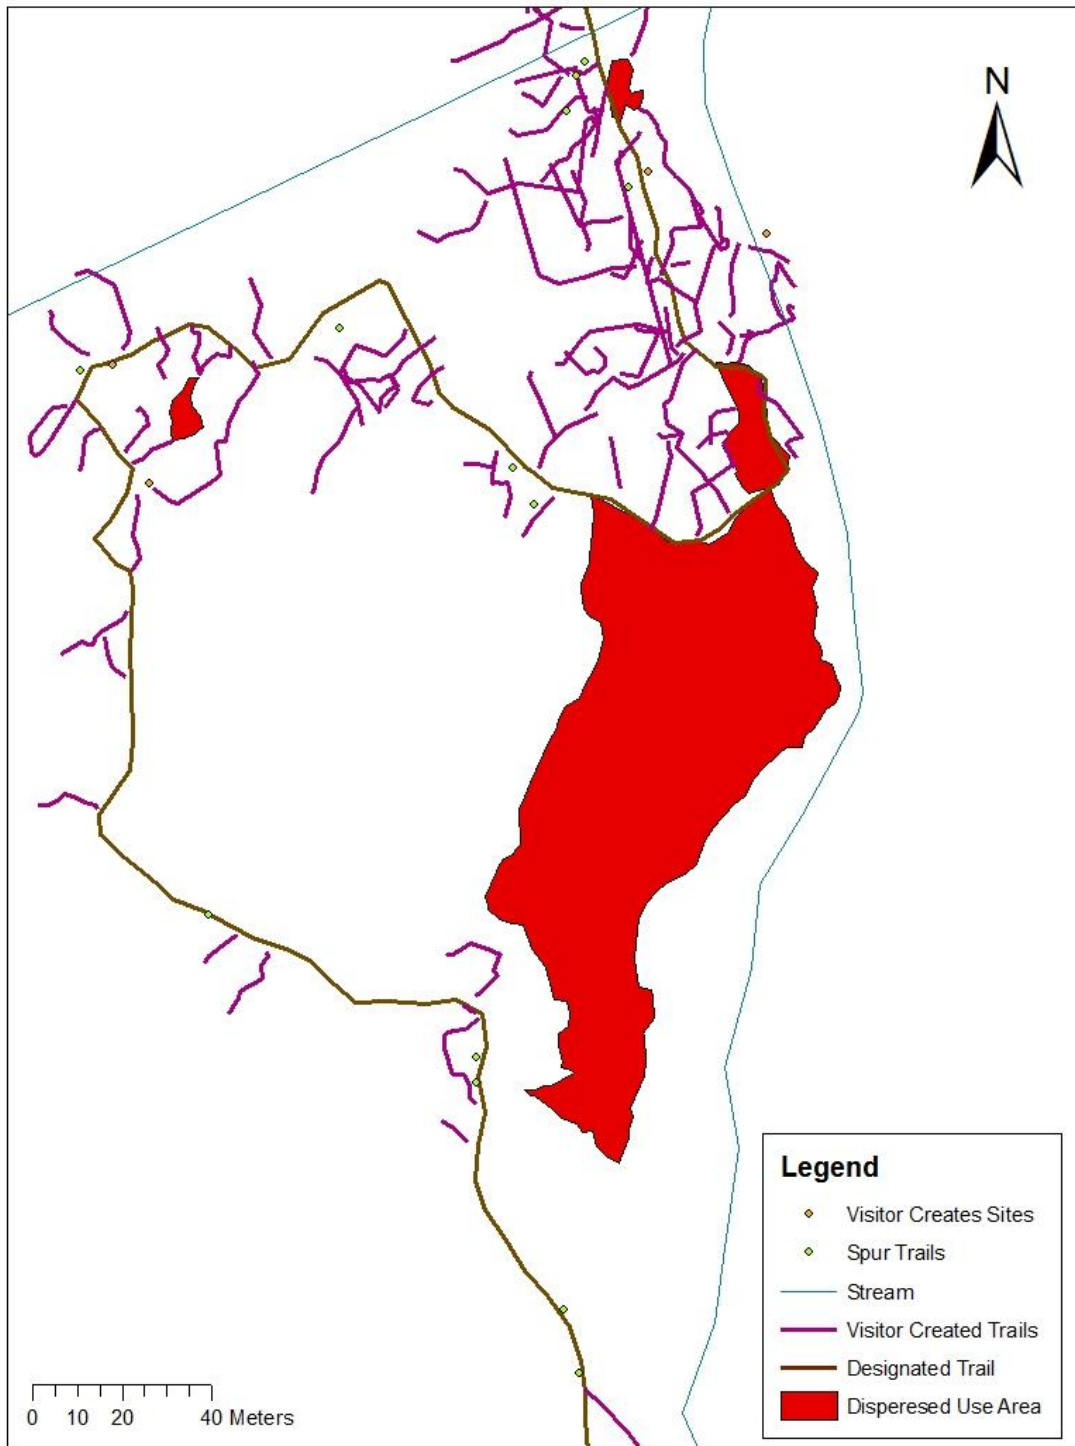 N
Legend
Visitor Creates Sites
Spur Trails
Stream
Visitor Created Trails
Designated Trail
Disperesed Use Area
0 10 20 40 Meters